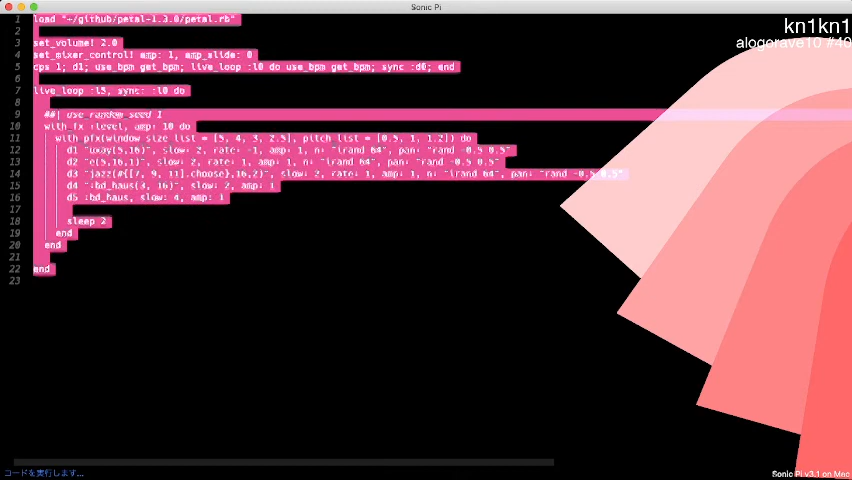 Sonic Pi
kn1kn1
alogorave10 #40
1 load "~/github/petal-1.3.0/petal.rb"
2
3 set_volume! 2.0
4 set_mixer_control! amp: 1, amp_slide: 0
5 cps 1; d1; use_bpm get_bpm; live_loop :l0 do use_bpm get_bpm; sync :d0; end
6
7 live_loop :l5, sync: :l0 do
8
9 ##| use_random_seed 1
10 with_fx :level, amp: 10 do
11 with_pfx(window_size_list = [5, 4, 3, 2.5], pitch_list = [0.5, 1, 1.2]) do
12 slow: 2, rate: -1, amp: 1, n: "irand 64", pan: "rand -0.5 0.5"
13 d2 "e(5,16,1)", slow: 2, rate: 1, amp: 1, n: "irand 64", pan: "rand -0.5 0.5"
14 d3 "jazz(#{[7, 9, 11].choose},16,2)", slow: 2, rate: 1, amp: 1, n: "irand 64", pan: "rand -0.5 0.5"
15 d4 ":bd_haus(3, 16)", slow: 2, amp: 1
16 d5 :bd_haus, slow: 4, amp: 1
17
18 sleep 2
19 end
20 end
21
22 end
23
コードを実行します...
Sonic Pi v3.1 on Mac